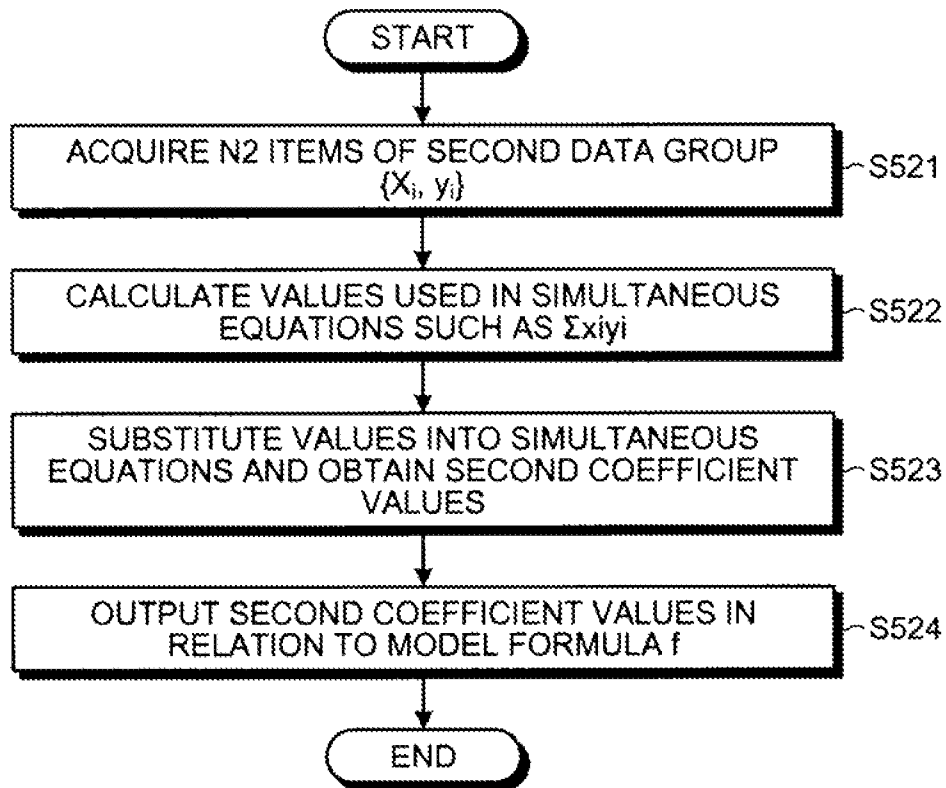 START
ACQUIRE N2 ITEMS OF SECOND DATA GROUP
{Xi, yi}
S521
CALCULATE VALUES USED IN SIMULTANEOUS
EQUATIONS SUCH AS Σxiyi
S522
SUBSTITUTE VALUES INTO SIMULTANEOUS
EQUATIONS AND OBTAIN SECOND COEFFICIENT
VALUES
S523
OUTPUT SECOND COEFFICIENT VALUES IN
RELATION TO MODEL FORMULA f
S524
END